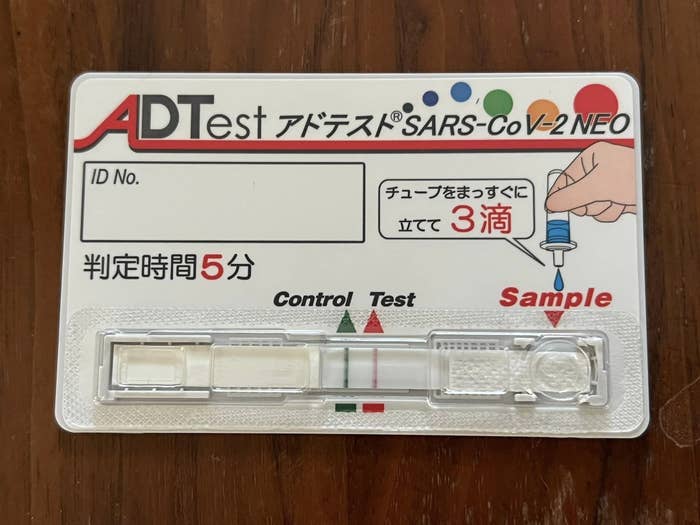 ADTest アドテスト® SARS-CoV-2 NEO
ID No.
チューブをまっすぐに
立てて 3滴
判定時間5分
Control Test
Sample